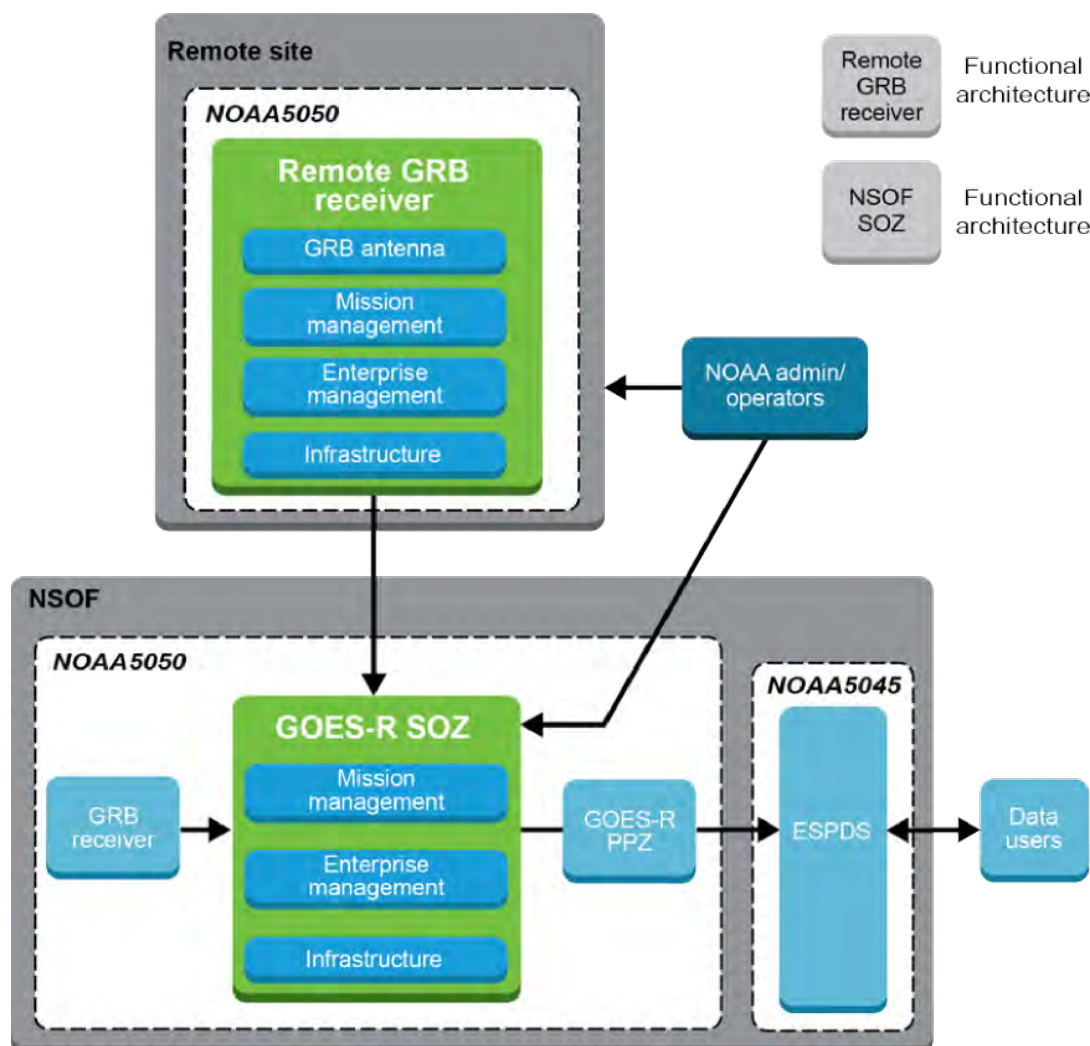 Remote site
NOAA5050
Remote GRB
receiver
GRB antenna
Mission
management
Enterprise
management
Infrastructure
Remote
GRB
receiver
Functional
architecture
NSOF
SOZ
Functional
architecture
NOAA admin/
operators
NSOF
NOAA5050
GOES-R SOZ
Mission
management
Enterprise
management
Infrastructure
GRB
receiver
GOES-R
PPZ
NOAA5045
ESPDS
Data
users